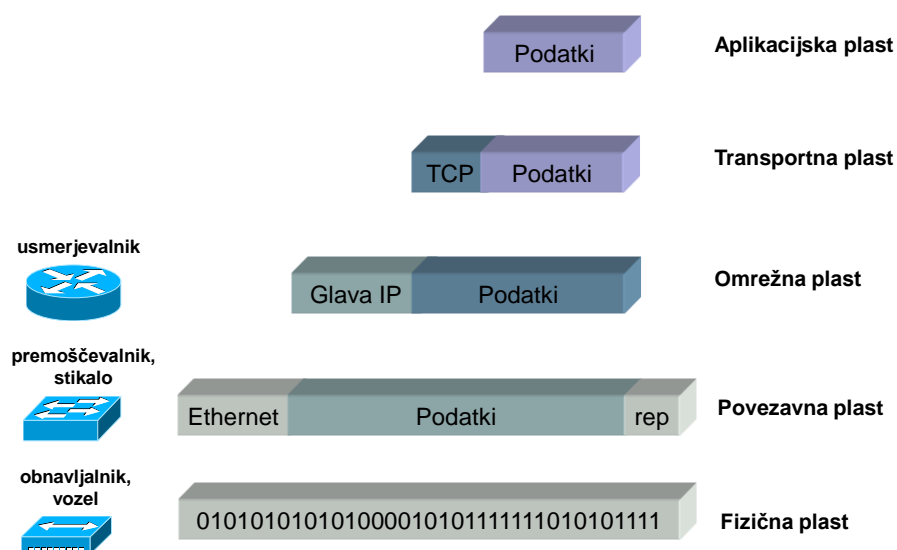 Podatki
Aplikacijska plast
TCP
Podatki
Transportna plast
usmerjevalnik
Glava IP
Podatki
Omrežna plast
premoščevalnik,
stikalo
Ethernet
Podatki
rep
Povezavna plast
obnavljalnik,
vozel
0101010101010000101011111110101011111
Fizična plast